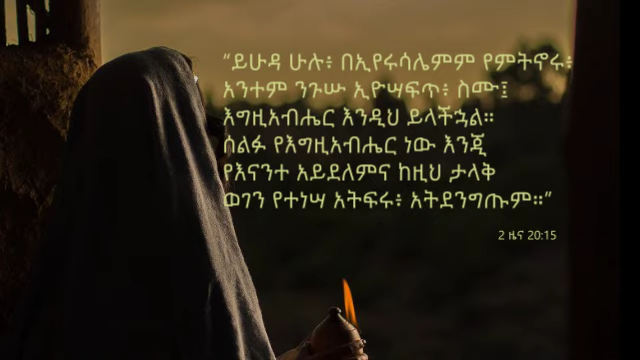 “ይሁዳ ሁሉ፥ በኢየሩሳሌምም የምትኖሩ፥
አንተም ንጉሡ ኢዮሣፍጥ፥ ስሙ፤
እግዚአብሔር እንዲህ ይላችኋል።
ሰልፉ የእግዚአብሔር ነው እንጂ
የእናንተ አይደለምና ከዚህ ታላቅ
ወገን የተነሣ አትፍሩ፥ አትደንግጡም።”
2 ዜና 20:15